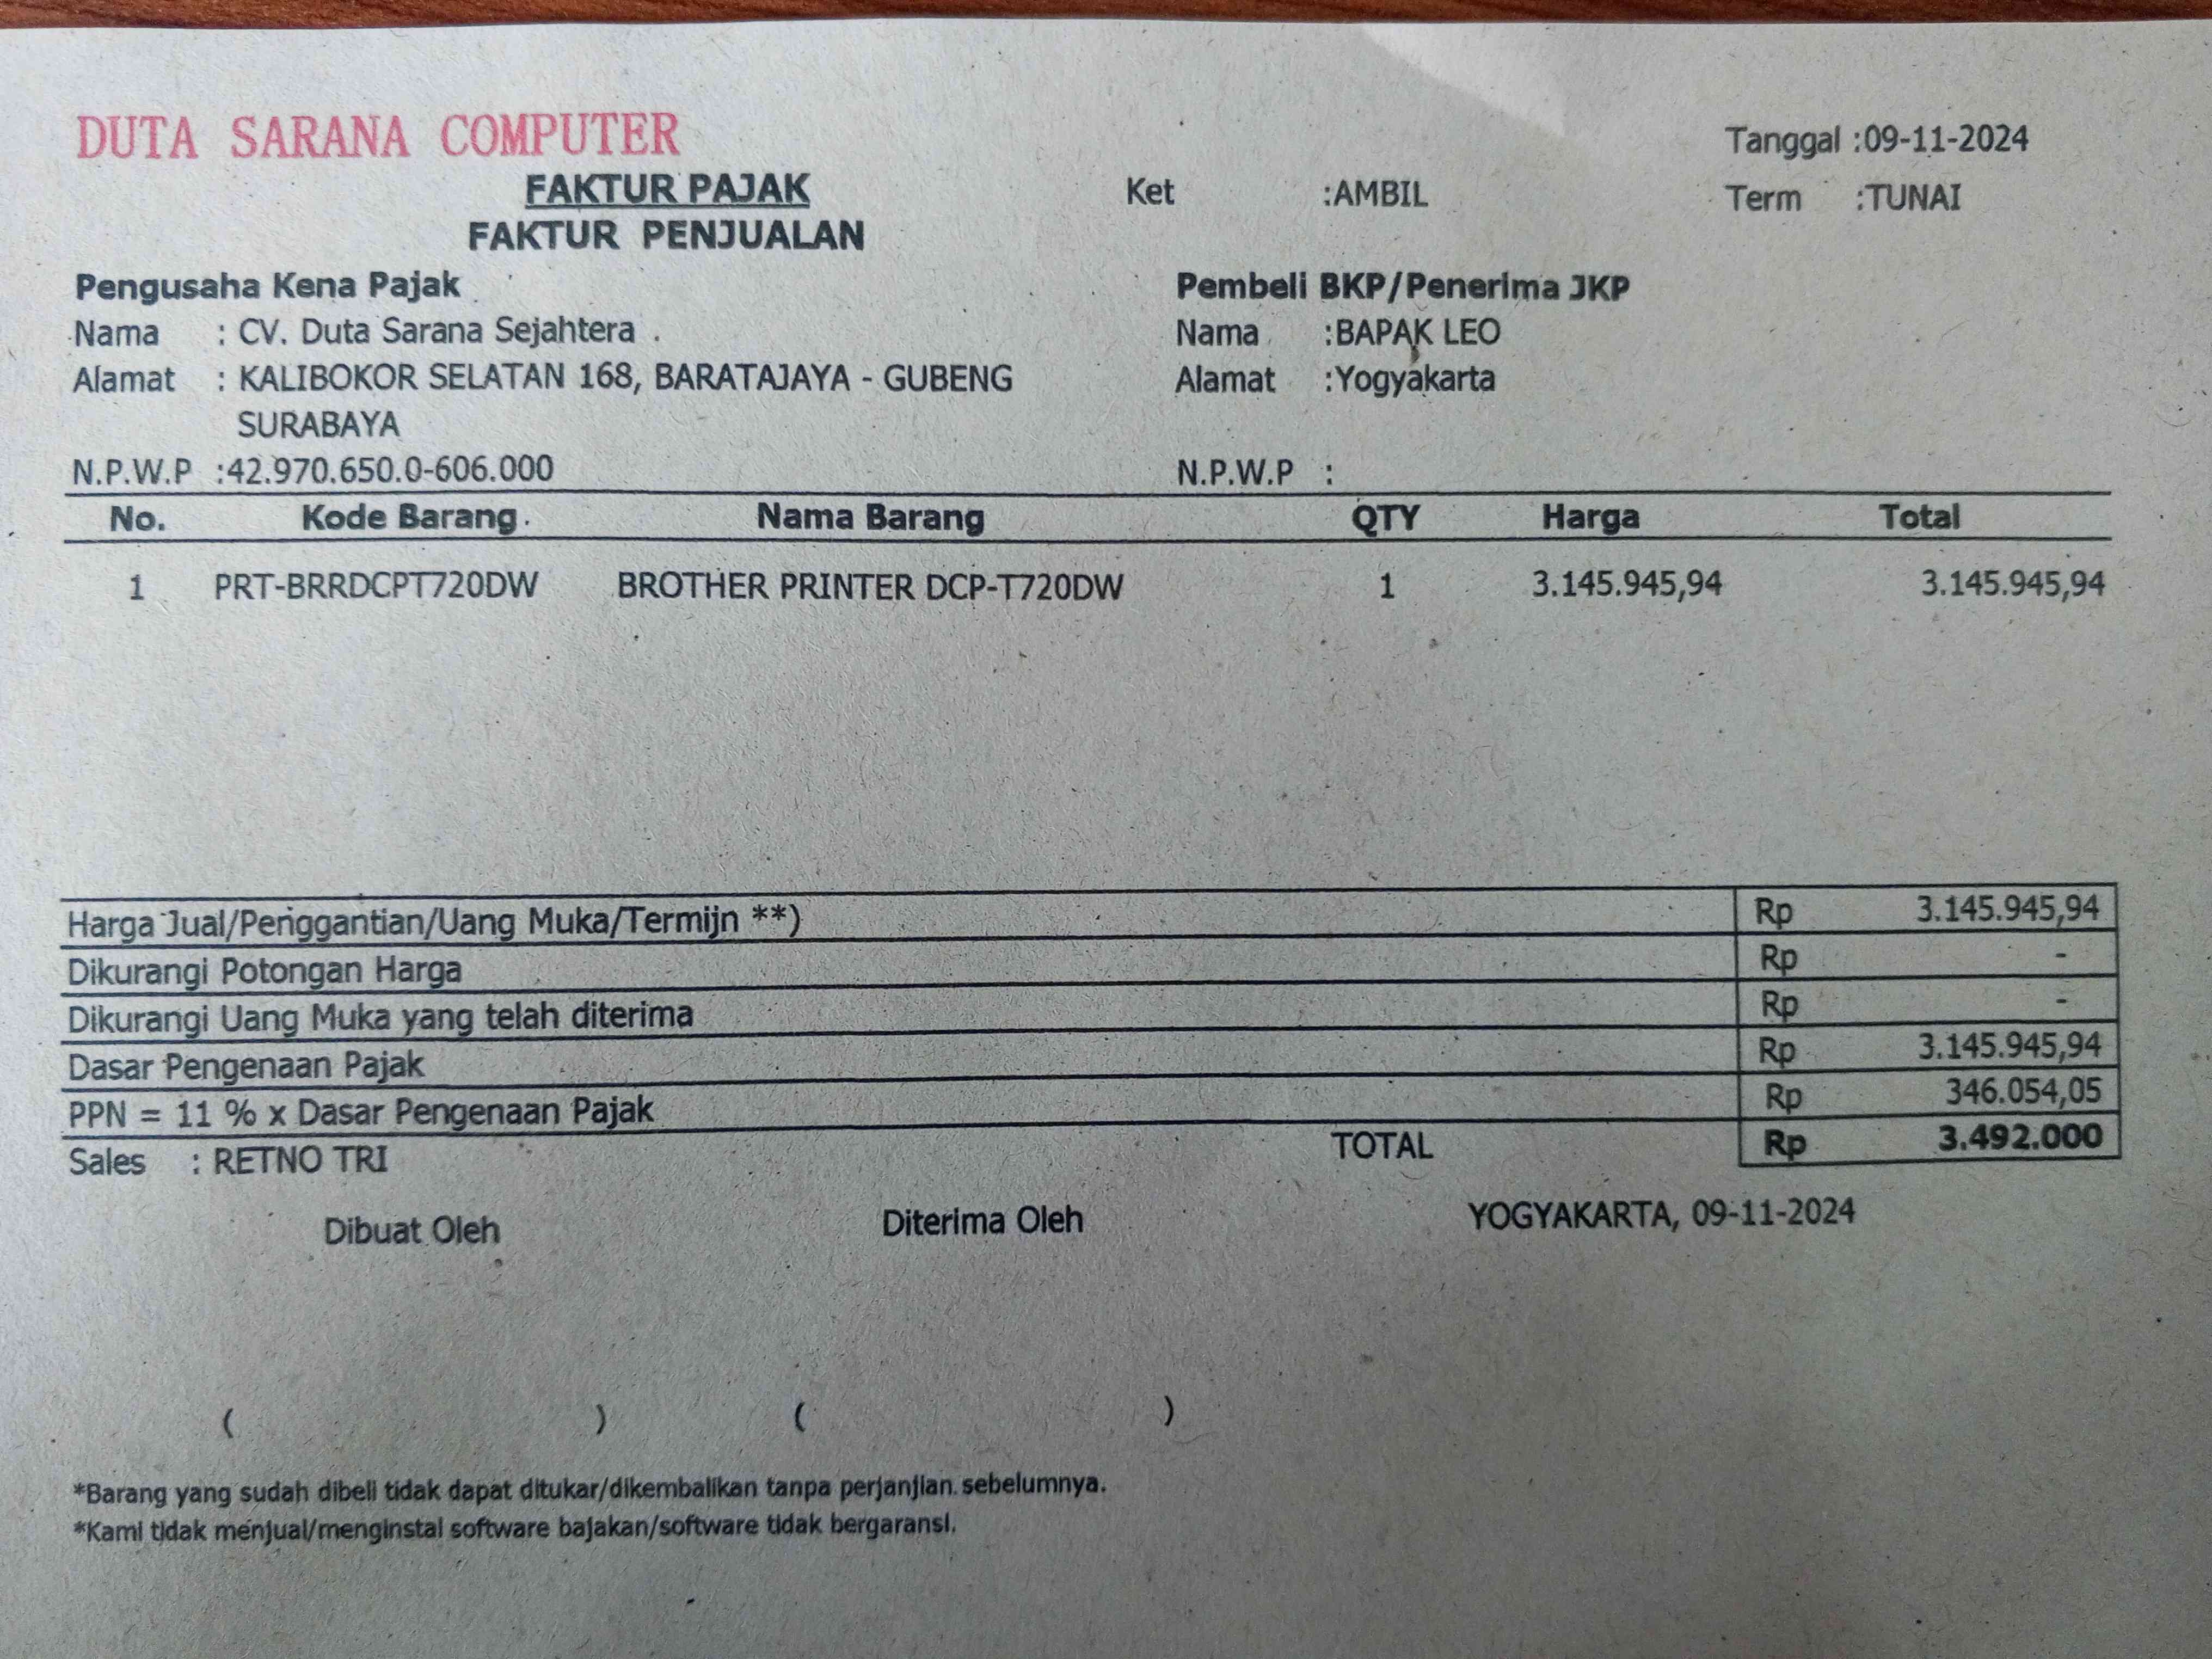 DUTA SARANA COMPUTER
Tanggal :09-11-2024
FAKTUR PAJAK
Ket :AMBIL
Term :TUNAI
FAKTUR PENJUALAN
Pengusaha Kena Pajak
Nama : CV. Duta Sarana Sejahtera
Alamat : KALIBOKOR SELATAN 168, BARATAJAYA - GUBENG
SURABAYA
N.P.W.P :42.970.650.0-606.000
Pembeli BKP/Penerima JKP
Nama :BAPAK LEO
Alamat :Yogyakarta
N.P.W.P :
No. Kode Barang Nama Barang QTY Harga Total
1 PRT-BRRDCPT720DW BROTHER PRINTER DCP-T720DW 1 3.145.945,94 3.145.945,94
Harga Jual/Penggantian/Uang Muka/Termijn **) Rp 3.145.945,94
Dikurangi Potongan Harga Rp -
Dikurangi Uang Muka yang telah diterima Rp -
Dasar Pengenaan Pajak Rp 3.145.945,94
PPN = 11 % x Dasar Pengenaan Pajak Rp 346.054,05
Sales : RETNO TRI TOTAL Rp 3.492.000
Dibuat Oleh Diterima Oleh YOGYAKARTA, 09-11-2024
( ) ( )
*Barang yang sudah dibeli tidak dapat ditukar/dikembalikan tanpa perjanjian sebelumnya.
*Kami tidak menjual/menginstal software bajakan/software tidak bergaransi.